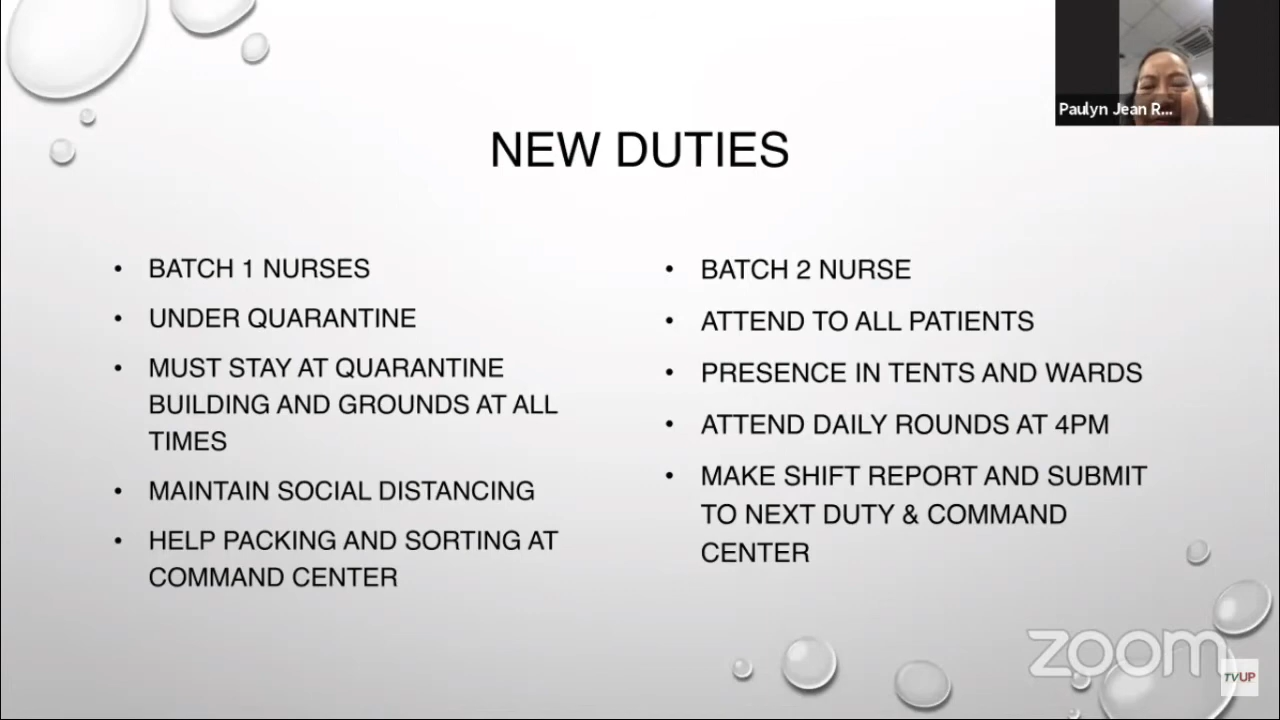 Paulyn Jean R...
NEW DUTIES
• BATCH 1 NURSES
• UNDER QUARANTINE
• MUST STAY AT QUARANTINE
BUILDING AND GROUNDS AT ALL
TIMES
• MAINTAIN SOCIAL DISTANCING
• HELP PACKING AND SORTING AT
COMMAND CENTER
• BATCH 2 NURSE
• ATTEND TO ALL PATIENTS
• PRESENCE IN TENTS AND WARDS
• ATTEND DAILY ROUNDS AT 4PM
• MAKE SHIFT REPORT AND SUBMIT
TO NEXT DUTY & COMMAND
CENTER
zoom
TVUP